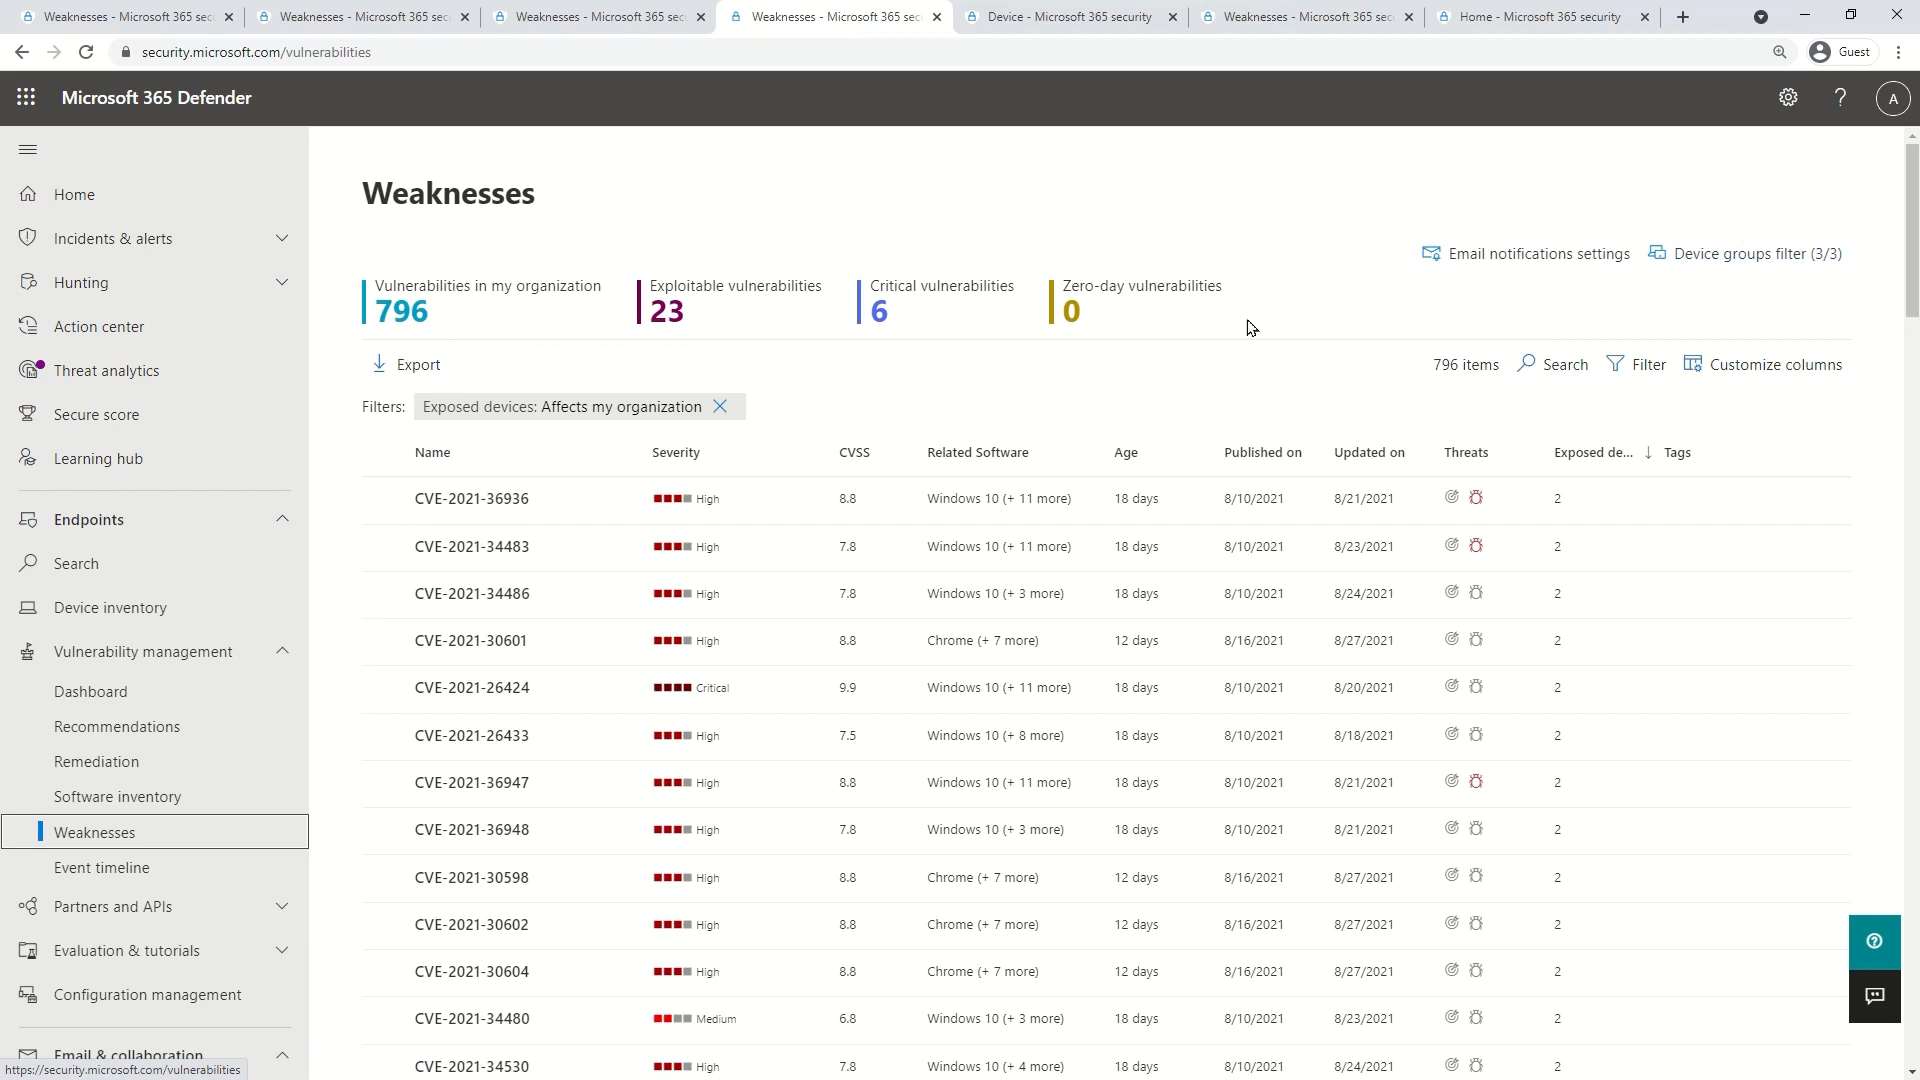 Weaknesses - Microsoft 365 sec
Weaknesses - Microsoft 365 sec
Weaknesses - Microsoft 365 sec
Weaknesses - Microsoft 365 sec
Device - Microsoft 365 security
Weaknesses - Microsoft 365 sec
Home - Microsoft 365 security
security.microsoft.com/vulnerabilities
Guest
Microsoft 365 Defender
A
Home
Incidents & alerts
Hunting
Action center
Threat analytics
Secure score
Learning hub
Endpoints
Search
Device inventory
Vulnerability management
Dashboard
Recommendations
Remediation
Software inventory
Weaknesses
Event timeline
Partners and APIs
Evaluation & tutorials
Configuration management
Email & collaboration
https://security.microsoft.com/vulnerabilities
Weaknesses
Email notifications settings Device groups filter (3/3)
Vulnerabilities in my organization Exploitable vulnerabilities Critical vulnerabilities Zero-day vulnerabilities
796 23 6 0
Export 796 items Search Filter Customize columns
Filters: Exposed devices: Affects my organization
Name Severity CVSS Related Software Age Published on Updated on Threats Exposed de... Tags
CVE-2021-36936 High 8.8 Windows 10 (+ 11 more) 18 days 8/10/2021 8/21/2021 2
CVE-2021-34483 High 7.8 Windows 10 (+ 11 more) 18 days 8/10/2021 8/23/2021 2
CVE-2021-34486 High 7.8 Windows 10 (+ 3 more) 18 days 8/10/2021 8/24/2021 2
CVE-2021-30601 High 8.8 Chrome (+ 7 more) 12 days 8/16/2021 8/27/2021 2
CVE-2021-26424 Critical 9.9 Windows 10 (+ 11 more) 18 days 8/10/2021 8/20/2021 2
CVE-2021-26433 High 7.5 Windows 10 (+ 8 more) 18 days 8/10/2021 8/18/2021 2
CVE-2021-36947 High 8.8 Windows 10 (+ 11 more) 18 days 8/10/2021 8/21/2021 2
CVE-2021-36948 High 7.8 Windows 10 (+ 3 more) 18 days 8/10/2021 8/21/2021 2
CVE-2021-30598 High 8.8 Chrome (+ 7 more) 12 days 8/16/2021 8/27/2021 2
CVE-2021-30602 High 8.8 Chrome (+ 7 more) 12 days 8/16/2021 8/27/2021 2
CVE-2021-30604 High 8.8 Chrome (+ 7 more) 12 days 8/16/2021 8/27/2021 2
CVE-2021-34480 Medium 6.8 Windows 10 (+ 3 more) 18 days 8/10/2021 8/23/2021 2
CVE-2021-34530 High 7.8 Windows 10 (+ 4 more) 18 days 8/10/2021 8/24/2021 2